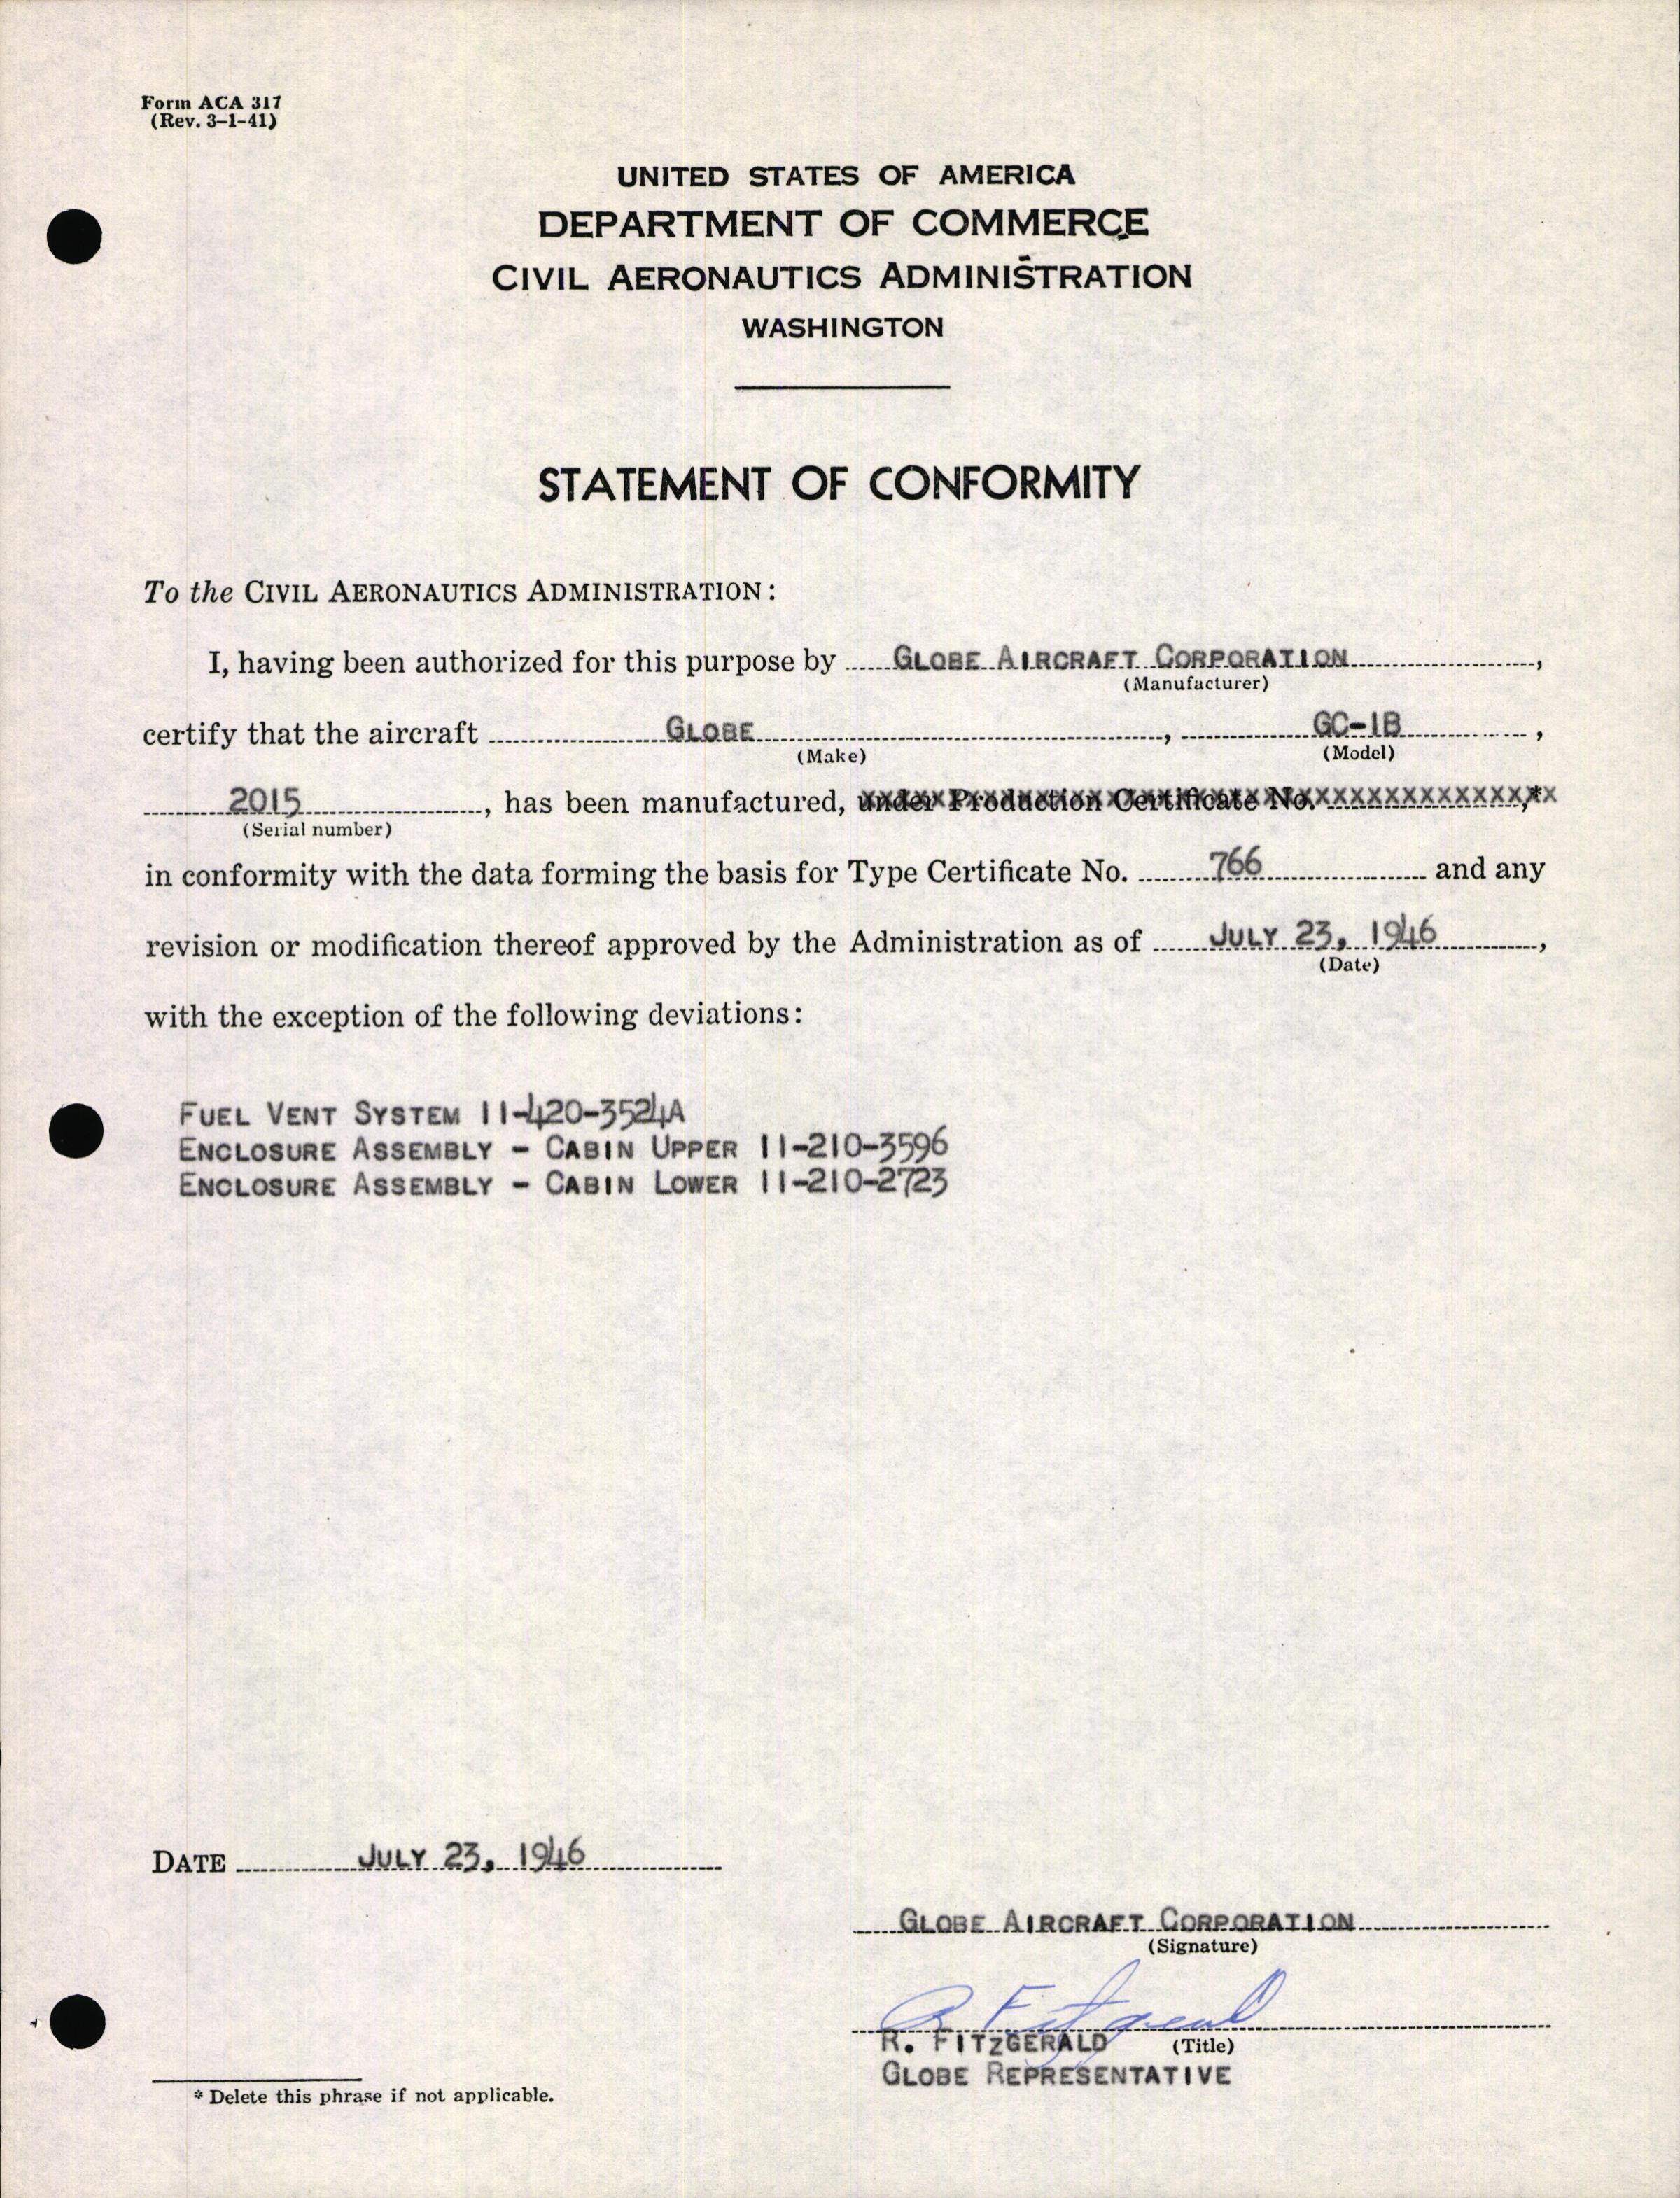 Form ACA 317
(Rev. 3-1-41)
UNITED STATES OF AMERICA
DEPARTMENT OF COMMERCE
CIVIL AERONAUTICS ADMINISTRATION
WASHINGTON
STATEMENT OF CONFORMITY
To the CIVIL AERONAUTICS ADMINISTRATION:
I, having been authorized for this purpose by GLOBE AIRCRAFT CORPORATION,
(Manufacturer)
certify that the aircraft GLOBE, GC-1B,
(Make) (Model)
2015, has been manufactured, under Production Certificate No. xxxxxxxxxxxxxxx,*
(Serial number)
in conformity with the data forming the basis for Type Certificate No. 766 and any
revision or modification thereof approved by the Administration as of JULY 23, 1946,
(Date)
with the exception of the following deviations:
FUEL VENT SYSTEM 11-420-3524A
ENCLOSURE ASSEMBLY - CABIN UPPER 11-210-3596
ENCLOSURE ASSEMBLY - CABIN LOWER 11-210-2723
DATE JULY 23, 1946
GLOBE AIRCRAFT CORPORATION
(Signature)
R Fitzgerald
R. FITZGERALD (Title)
GLOBE REPRESENTATIVE
* Delete this phrase if not applicable.